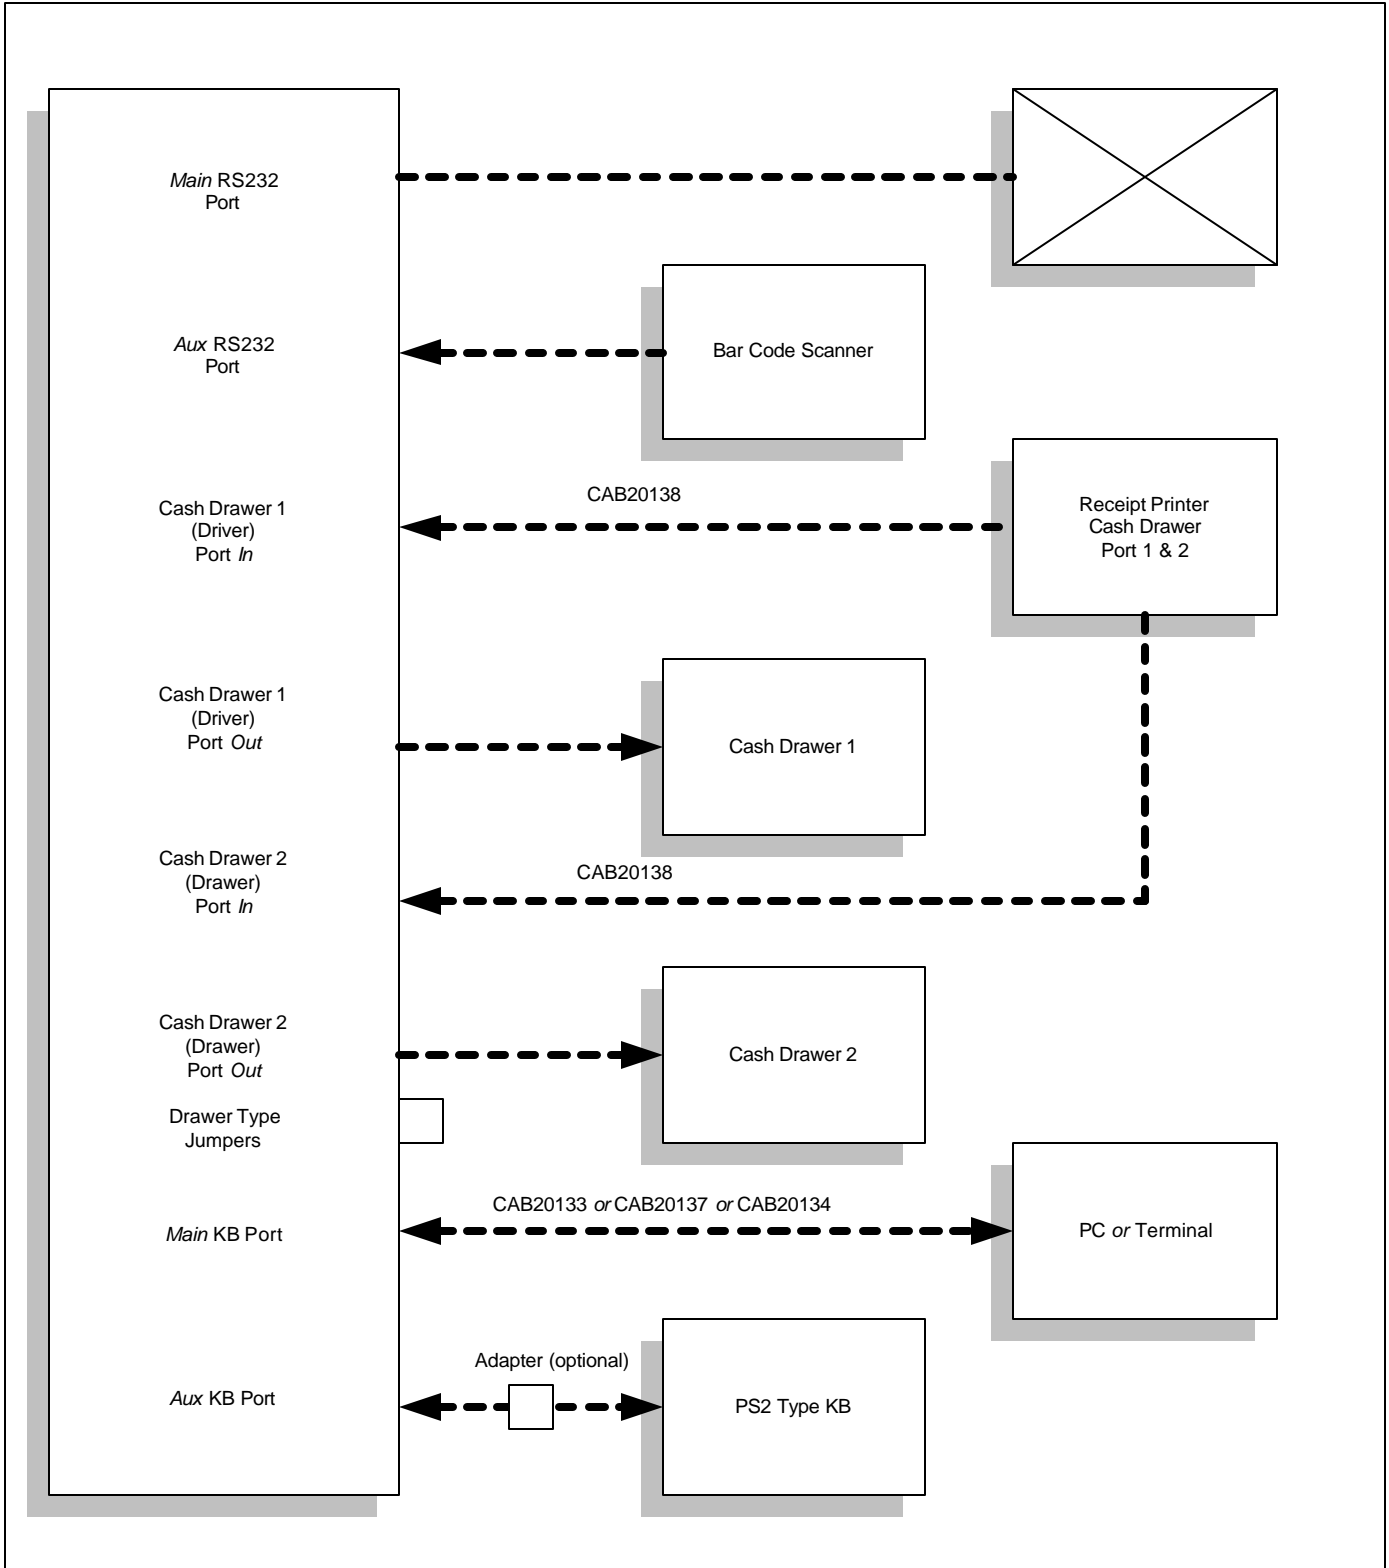 Main RS232
Port
Aux RS232
Port
Bar Code Scanner
CAB20138
Cash Drawer 1
(Driver)
Port In
Receipt Printer
Cash Drawer
Port 1 & 2
Cash Drawer 1
(Driver)
Port Out
Cash Drawer 1
CAB20138
Cash Drawer 2
(Drawer)
Port In
Cash Drawer 2
(Drawer)
Port Out
Cash Drawer 2
Drawer Type
Jumpers
CAB20133 or CAB20137 or CAB20134
Main KB Port
PC or Terminal
Adapter (optional)
Aux KB Port
PS2 Type KB